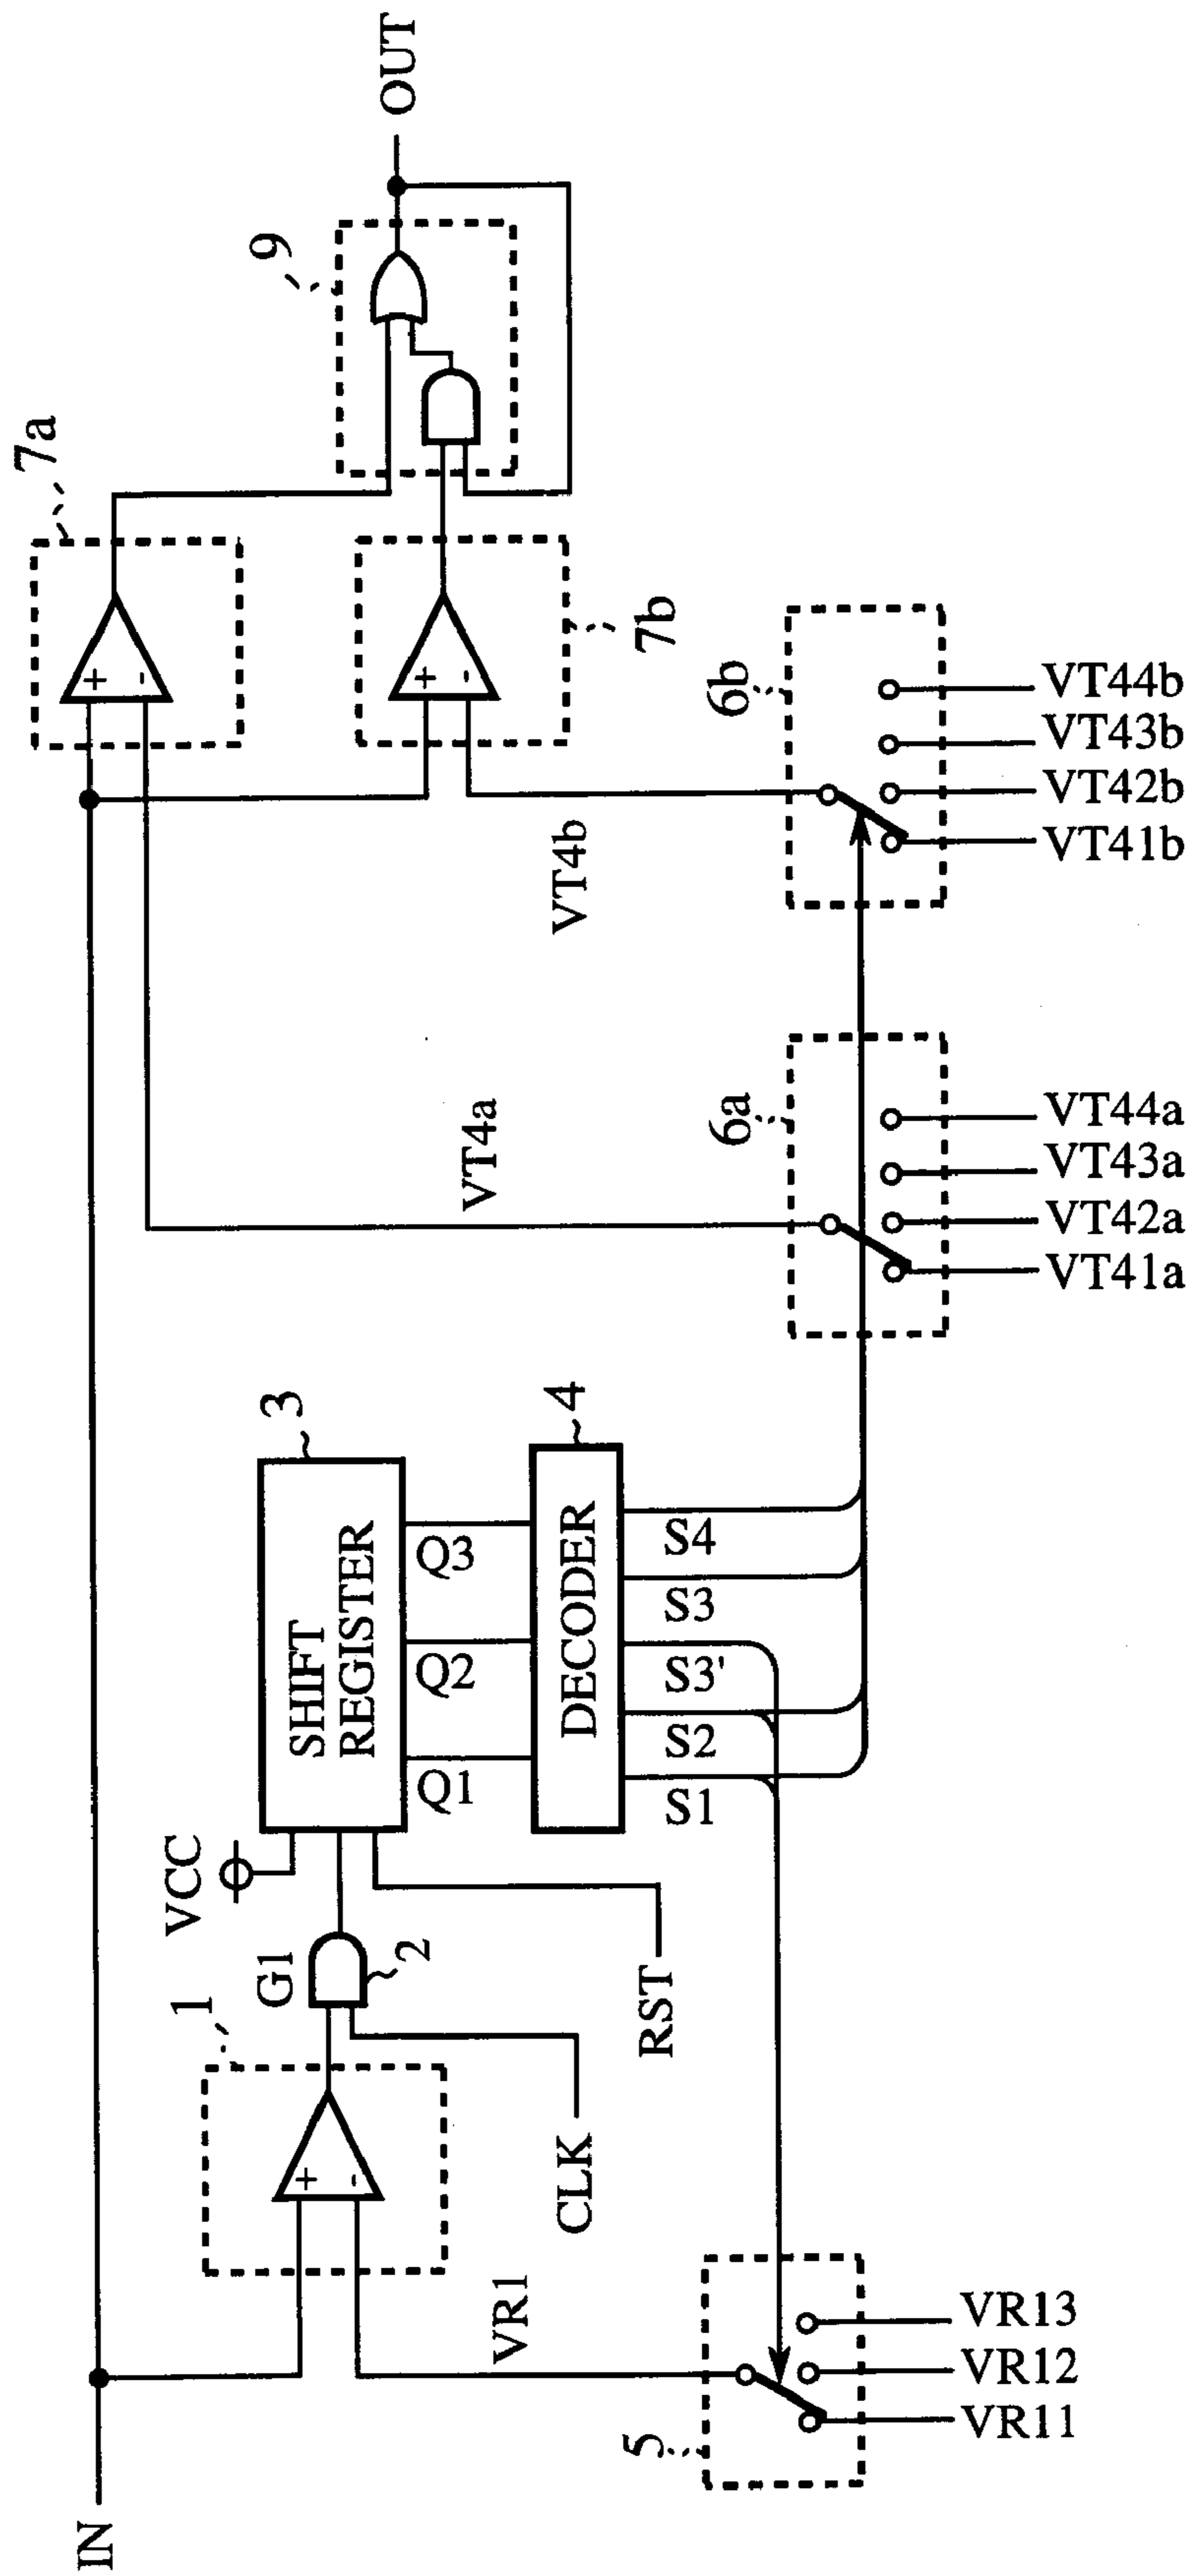 IN
OUT
1
G1
2
VCC
SHIFT
REGISTER
3
Q1
Q2
Q3
DECODER
4
S1
S2
S3'
S3
S4
CLK
RST
VR1
5
VR11
VR12
VR13
+
-
VT4a
6a
VT41a
VT42a
VT43a
VT44a
VT4b
6b
VT41b
VT42b
VT43b
VT44b
7a
+
-
7b
+
-
9